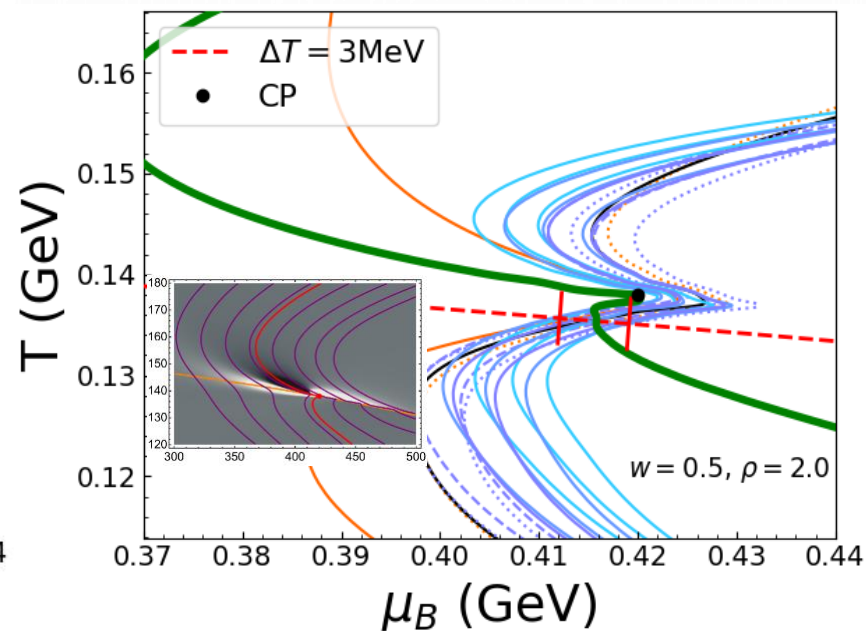 ΔT = 3MeV
CP
0.16
0.15
0.14
0.13
0.12
T (GeV)
180
170
160
150
140
130
120
300 350 400 450 500
w = 0.5, ρ = 2.0
4
0.37 0.38 0.39 0.40 0.41 0.42 0.43 0.44
μB (GeV)